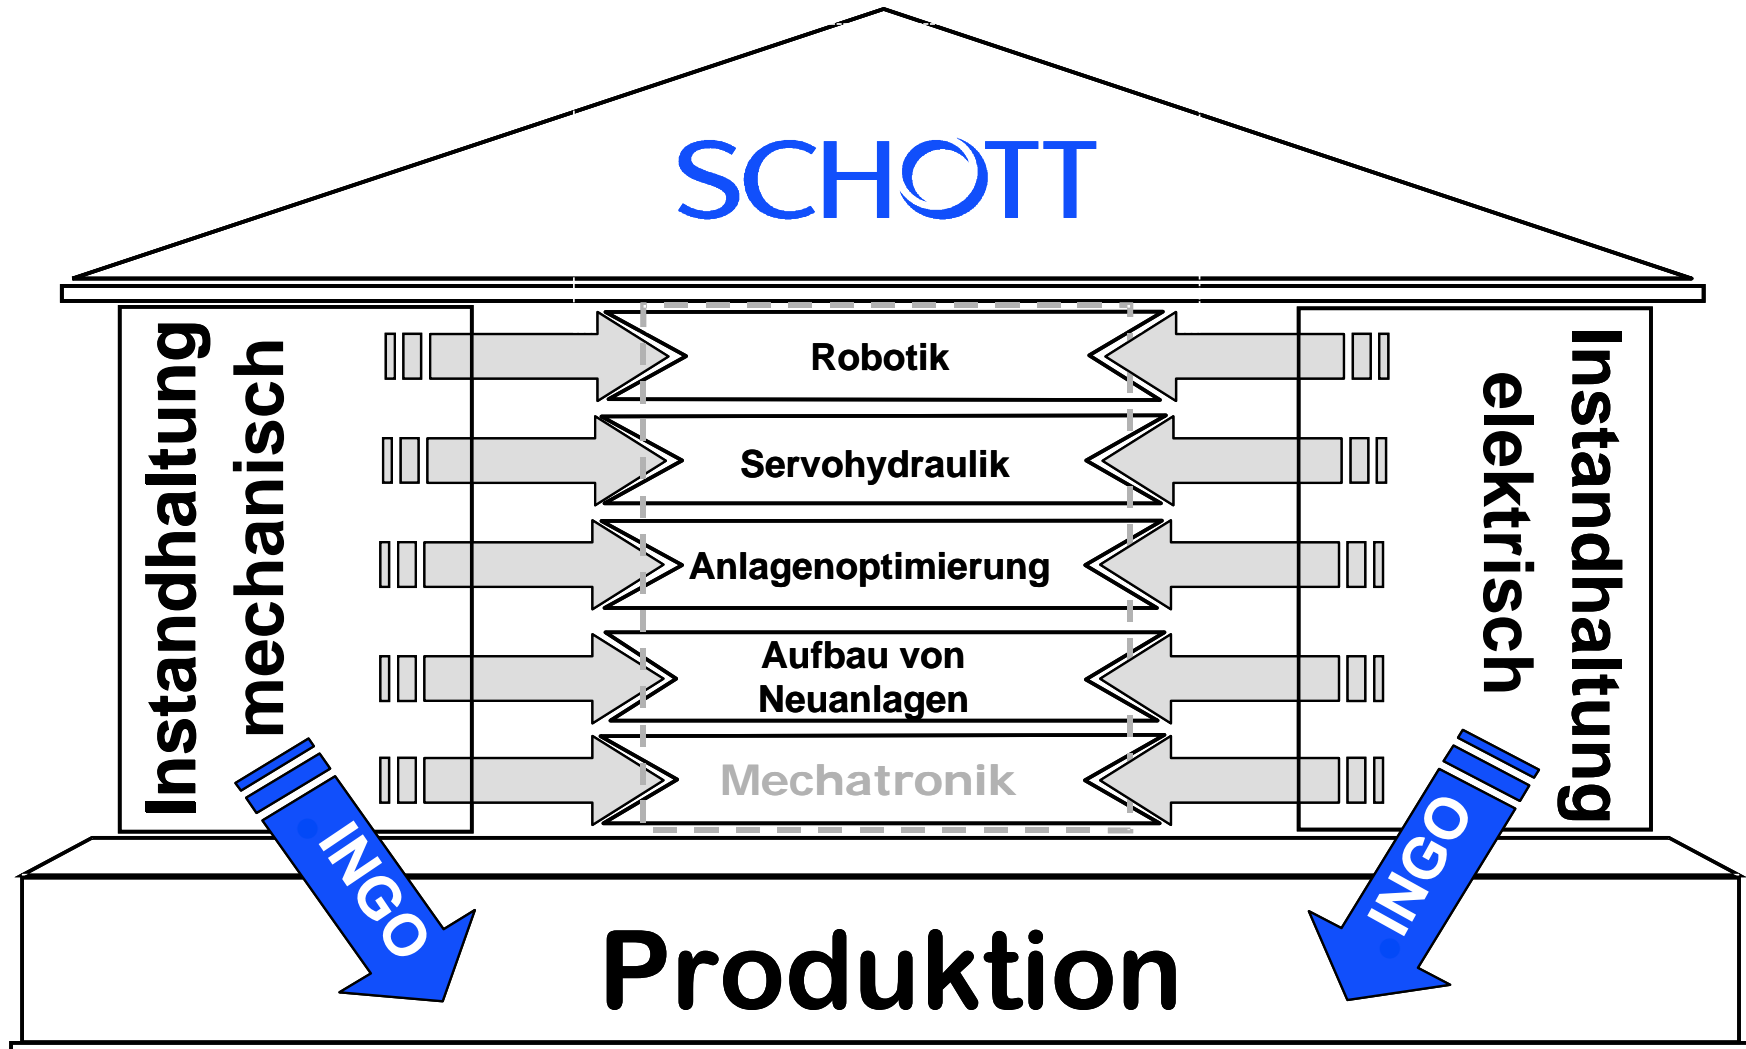 SCHOTT
Instandhaltung
mechanisch
Robotik
Servohydraulik
Anlagenoptimierung
Aufbau von
Neuanlagen
Mechatronik
Instandhaltung
elektrisch
INGO
INGO
Produktion